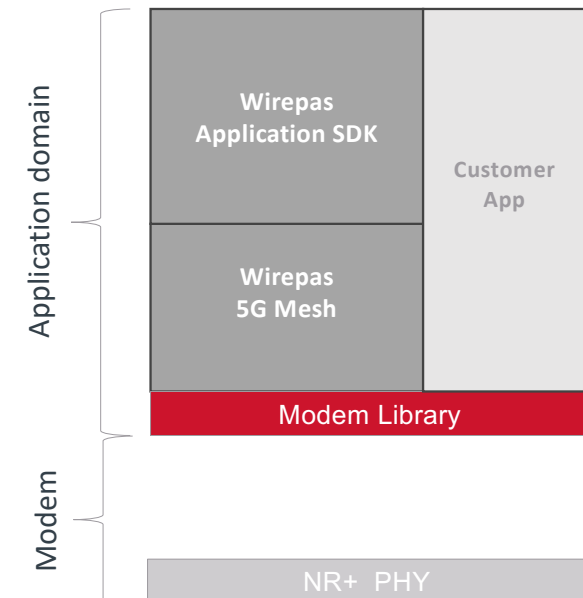 Application domain
Wirepas
Application SDK
Customer
App
Wirepas
5G Mesh
Modem Library
Modem
NR+ PHY